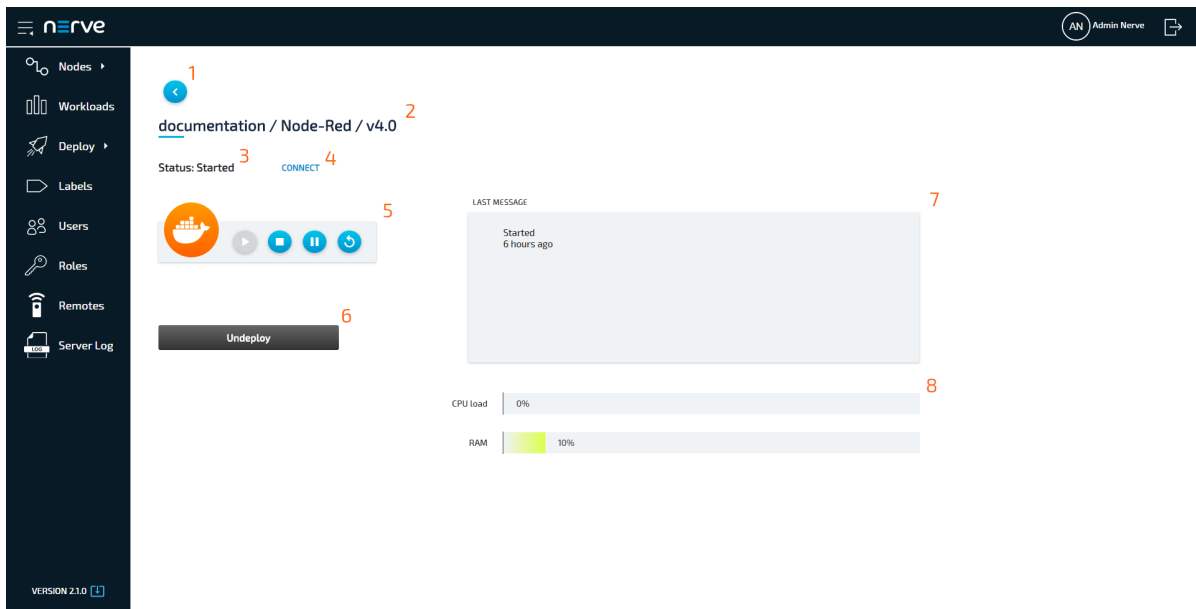 nerve
AN Admin Nerve
Nodes
Workloads
Deploy
Labels
Users
Roles
Remotes
LOG Server Log
VERSION 2.1.0
1
documentation / Node-Red / v4.0 2
Status: Started 3 CONNECT 4
5
6
Undeploy
LAST MESSAGE 7
Started
6 hours ago
8
CPU load 0%
RAM 10%